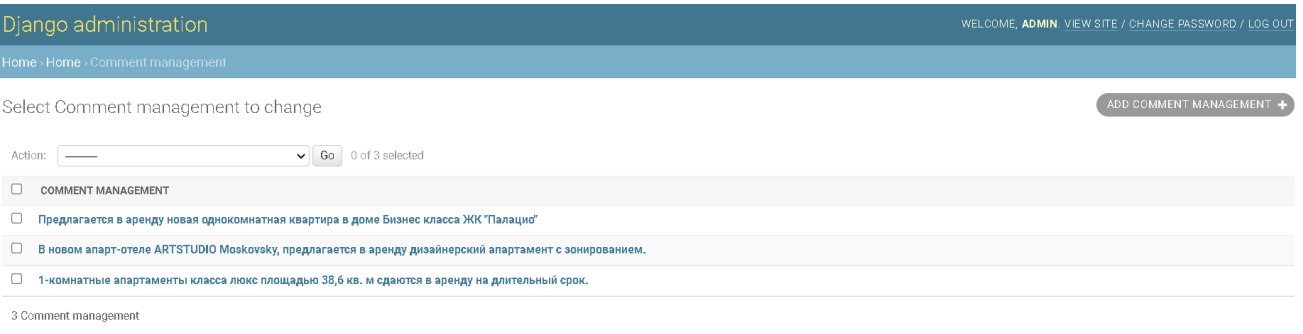 Django administration
WELCOME, ADMIN. VIEW SITE / CHANGE PASSWORD / LOG OUT
Home › Home › Comment management
Select Comment management to change
ADD COMMENT MANAGEMENT +
Action: --------- Go 0 of 3 selected
COMMENT MANAGEMENT
Предлагается в аренду новая однокомнатная квартира в доме Бизнес класса ЖК "Палацио"
В новом апарт-отеле ARTSTUDIO Moskovsky, предлагается в аренду дизайнерский апартамент с зонированием.
1-комнатные апартаменты класса люкс площадью 38,6 кв. м сдаются в аренду на длительный срок.
3 Comment management